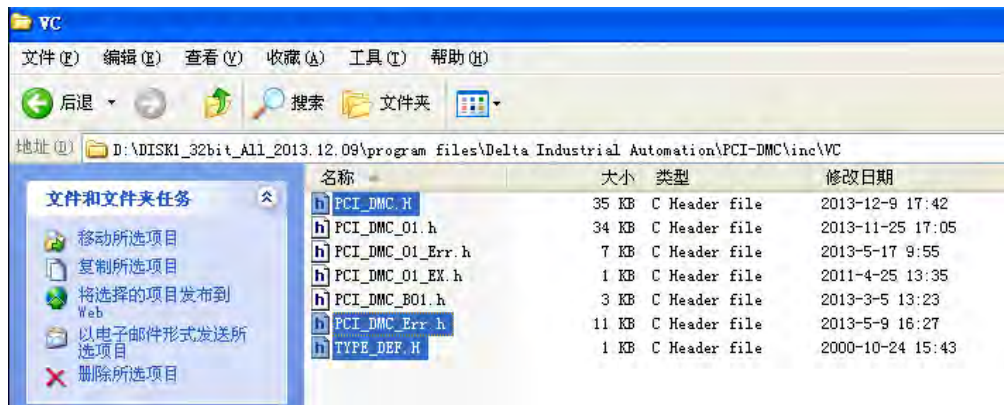 VC
文件(F) 编辑(E) 查看(V) 收藏(A) 工具(T) 帮助(H)
后退 搜索 文件夹
地址(D) D:\DISK1_32bit_All_2013.12.09\program files\Delta Industrial Automation\PCI-DMC\inc\VC
文件和文件夹任务
移动所选项目
复制所选项目
将选择的项目发布到
Web
以电子邮件形式发送所
选项目
删除所选项目
名称 大小 类型 修改日期
PCI_DMC.H 35 KB C Header file 2013-12-9 17:42
PCI_DMC_01.h 34 KB C Header file 2013-11-25 17:05
PCI_DMC_01_Err.h 7 KB C Header file 2013-5-17 9:55
PCI_DMC_01_EX.h 1 KB C Header file 2011-4-25 13:35
PCI_DMC_B01.h 3 KB C Header file 2013-3-5 13:23
PCI_DMC_Err.h 11 KB C Header file 2013-5-9 16:27
TYPE_DEF.H 1 KB C Header file 2000-10-24 15:43